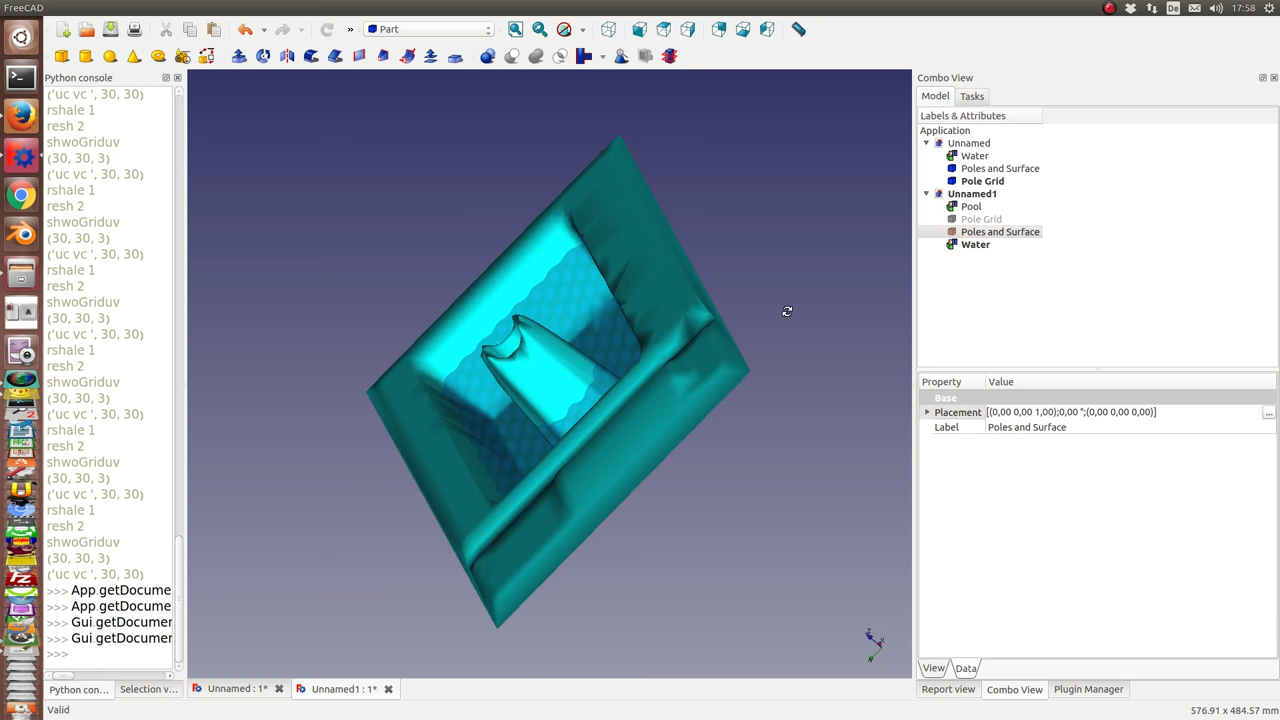 FreeCAD
De
17:58
»
Part
Python console
('uc vc ', 30, 30)
rshale 1
resh 2
shwoGriduv
(30, 30, 3)
('uc vc ', 30, 30)
rshale 1
resh 2
shwoGriduv
(30, 30, 3)
('uc vc ', 30, 30)
rshale 1
resh 2
shwoGriduv
(30, 30, 3)
('uc vc ', 30, 30)
rshale 1
resh 2
shwoGriduv
(30, 30, 3)
('uc vc ', 30, 30)
rshale 1
resh 2
shwoGriduv
(30, 30, 3)
('uc vc ', 30, 30)
rshale 1
resh 2
shwoGriduv
(30, 30, 3)
('uc vc ', 30, 30)
>>> App.getDocume
>>> App.getDocume
>>> Gui.getDocumer
>>> Gui.getDocumer
>>>
Python con...
Selection v...
Valid
Unnamed : 1*
Unnamed1 : 1*
Combo View
Model
Tasks
Labels & Attributes
Application
Unnamed
Water
Poles and Surface
Pole Grid
Unnamed1
Pool
Pole Grid
Poles and Surface
Water
Property Value
Base
Placement [(0,00 0,00 1,00);0,00 °;(0,00 0,00 0,00)]
...
Label Poles and Surface
View
Data
Report view
Combo View
Plugin Manager
576.91 x 484.57 mm